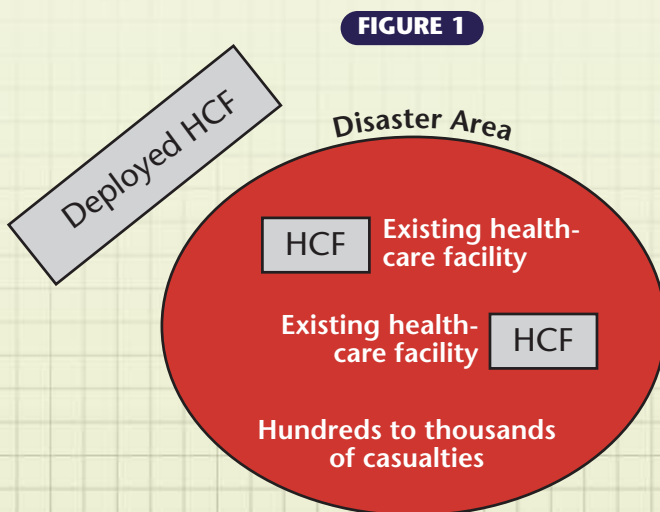 FIGURE 1
Deployed HCF
Disaster Area
HCF
Existing health-
care facility
Existing health-
care facility
HCF
Hundreds to thousands
of casualties